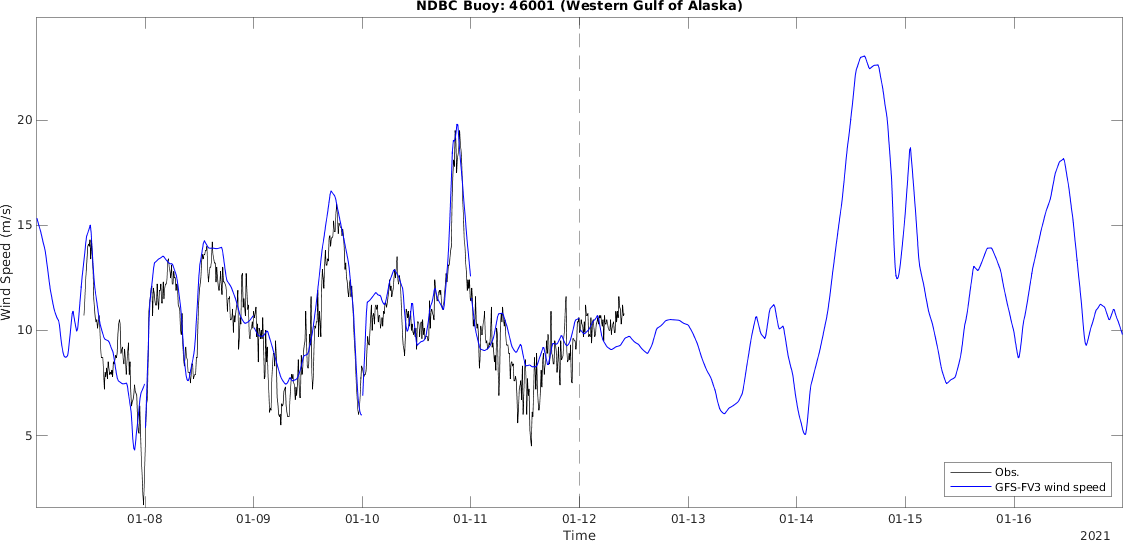 NDBC Buoy: 46001 (Western Gulf of Alaska)
Wind Speed (m/s)
20
15
10
5
Obs.
GFS-FV3 wind speed
01-08 01-09 01-10 01-11 01-12 01-13 01-14 01-15 01-16
Time
2021